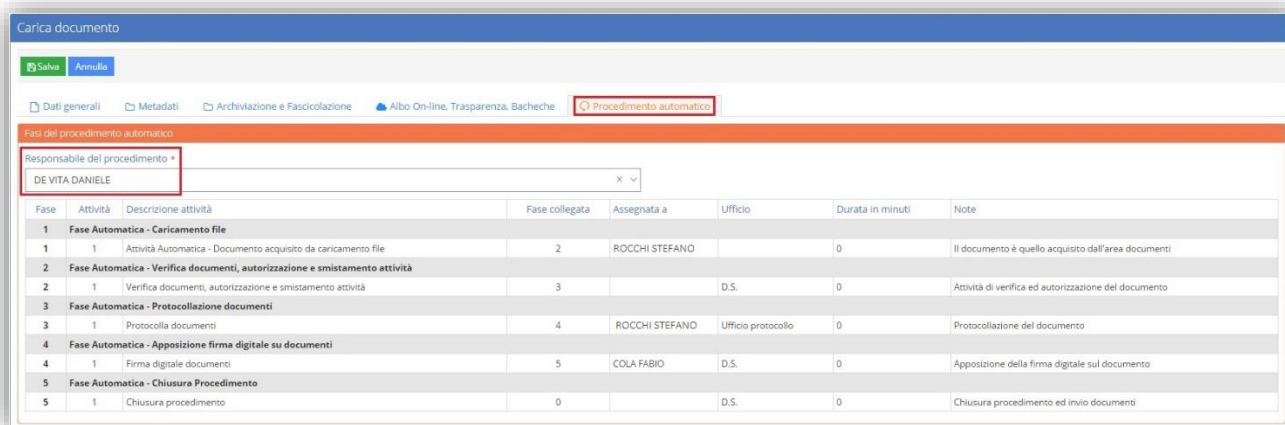 Carica documento
Salva Annulla
Dati generali Metadati Archiviazione e Fascicolazione Albo On-line, Trasparenza, Bacheche Procedimento automatico
Fasi del procedimento automatico
Responsabile del procedimento *
DE VITA DANIELE
Fase Attività Descrizione attività Fase collegata Assegnata a Ufficio Durata in minuti Note
1 Fase Automatica - Caricamento file
1 1 Attività Automatica - Documento acquisito da caricamento file 2 ROCCHI STEFANO 0 Il documento è quello acquisito dall'area documenti
2 Fase Automatica - Verifica documenti, autorizzazione e smistamento attività
2 1 Verifica documenti, autorizzazione e smistamento attività 3 D.S. 0 Attività di verifica ed autorizzazione del documento
3 Fase Automatica - Protocollazione documenti
3 1 Protocolla documenti 4 ROCCHI STEFANO Ufficio protocollo 0 Protocollazione del documento
4 Fase Automatica - Apposizione firma digitale su documenti
4 1 Firma digitale documenti 5 COLA FABIO D.S. 0 Apposizione della firma digitale sul documento
5 Fase Automatica - Chiusura Procedimento
5 1 Chiusura procedimento 0 D.S. 0 Chiusura procedimento ed invio documenti